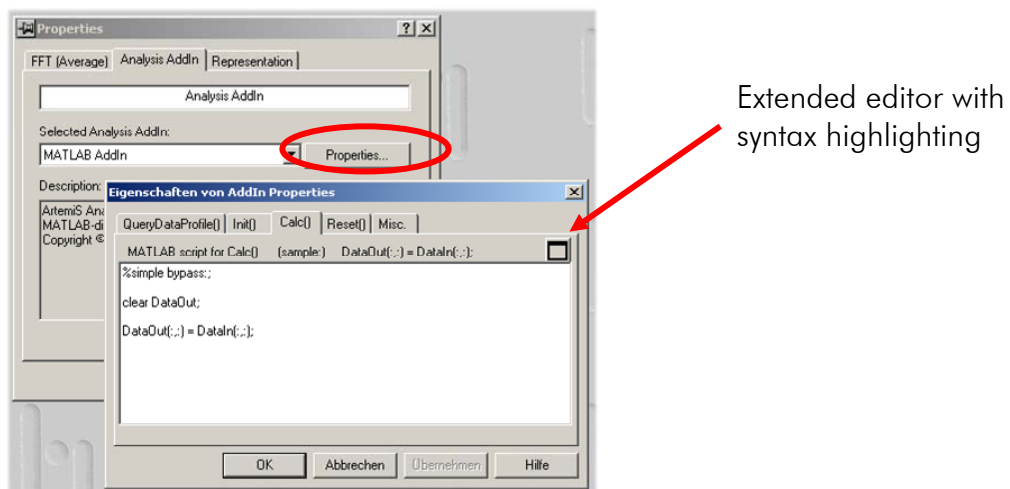 Properties
FFT (Average) Analysis AddIn Representation
Analysis AddIn
Selected Analysis AddIn:
MATLAB AddIn Properties...
Description:
ArtemiS Ana
MATLAB-di
Copyright ©
Eigenschaften von AddIn Properties
QueryDataProfile() Init() Calc() Reset() Misc.
MATLAB script for Calc() (sample:) DataOut(:,:) = DataIn(:,:);
%simple bypass:;
clear DataOut;
DataOut(:,:) = DataIn(:,:);
OK Abbrechen Übernehmen Hilfe
Extended editor with
syntax highlighting